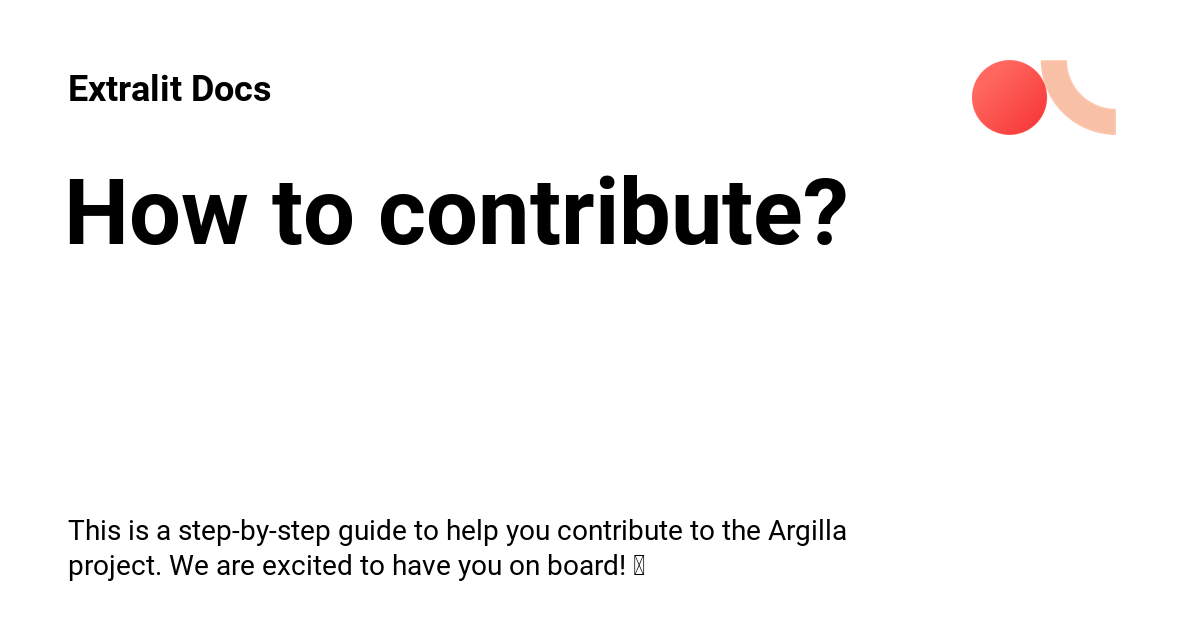 Extralit Docs
How to contribute?
This is a step-by-step guide to help you contribute to the Argilla
project. We are excited to have you on board!